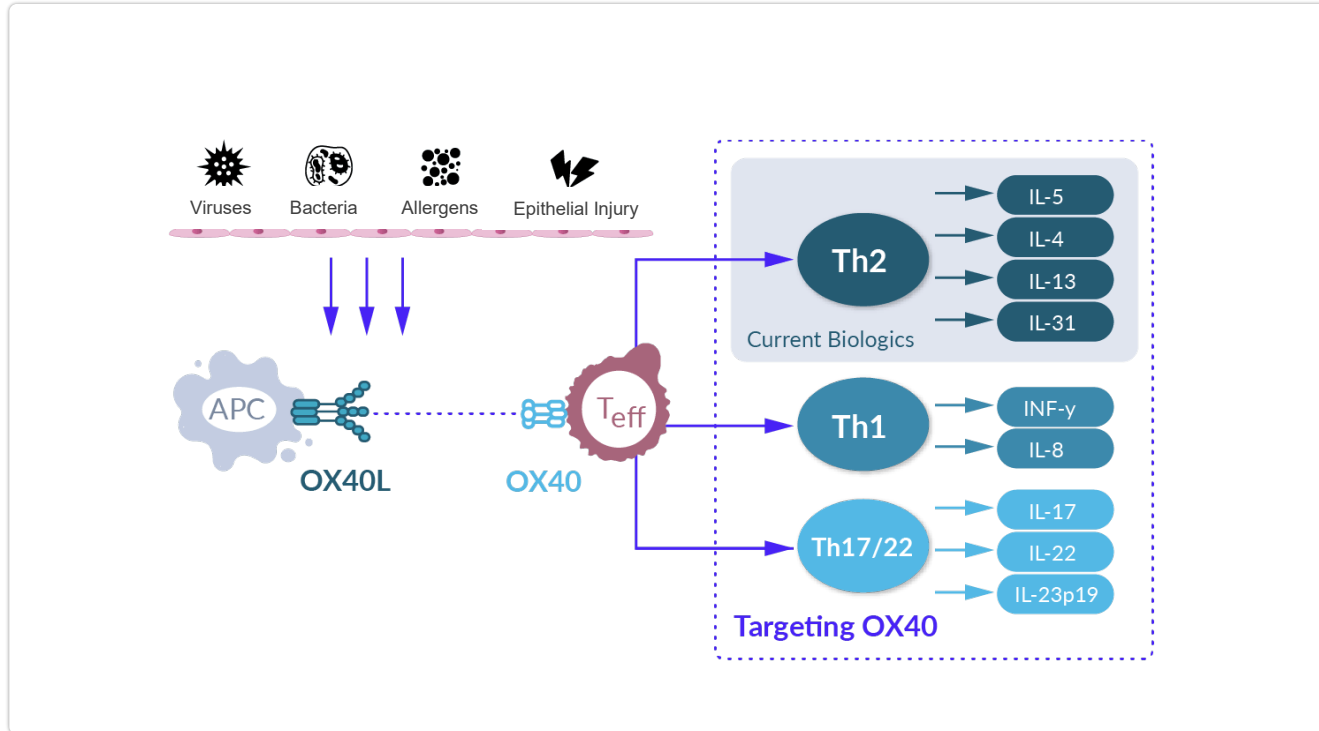 Viruses
Bacteria
Allergens
Epithelial Injury
APC
OX40L
OX40
Teff
Th2
IL-5
IL-4
IL-13
IL-31
Current Biologics
Th1
INF-y
IL-8
Th17/22
IL-17
IL-22
IL-23p19
Targeting OX40